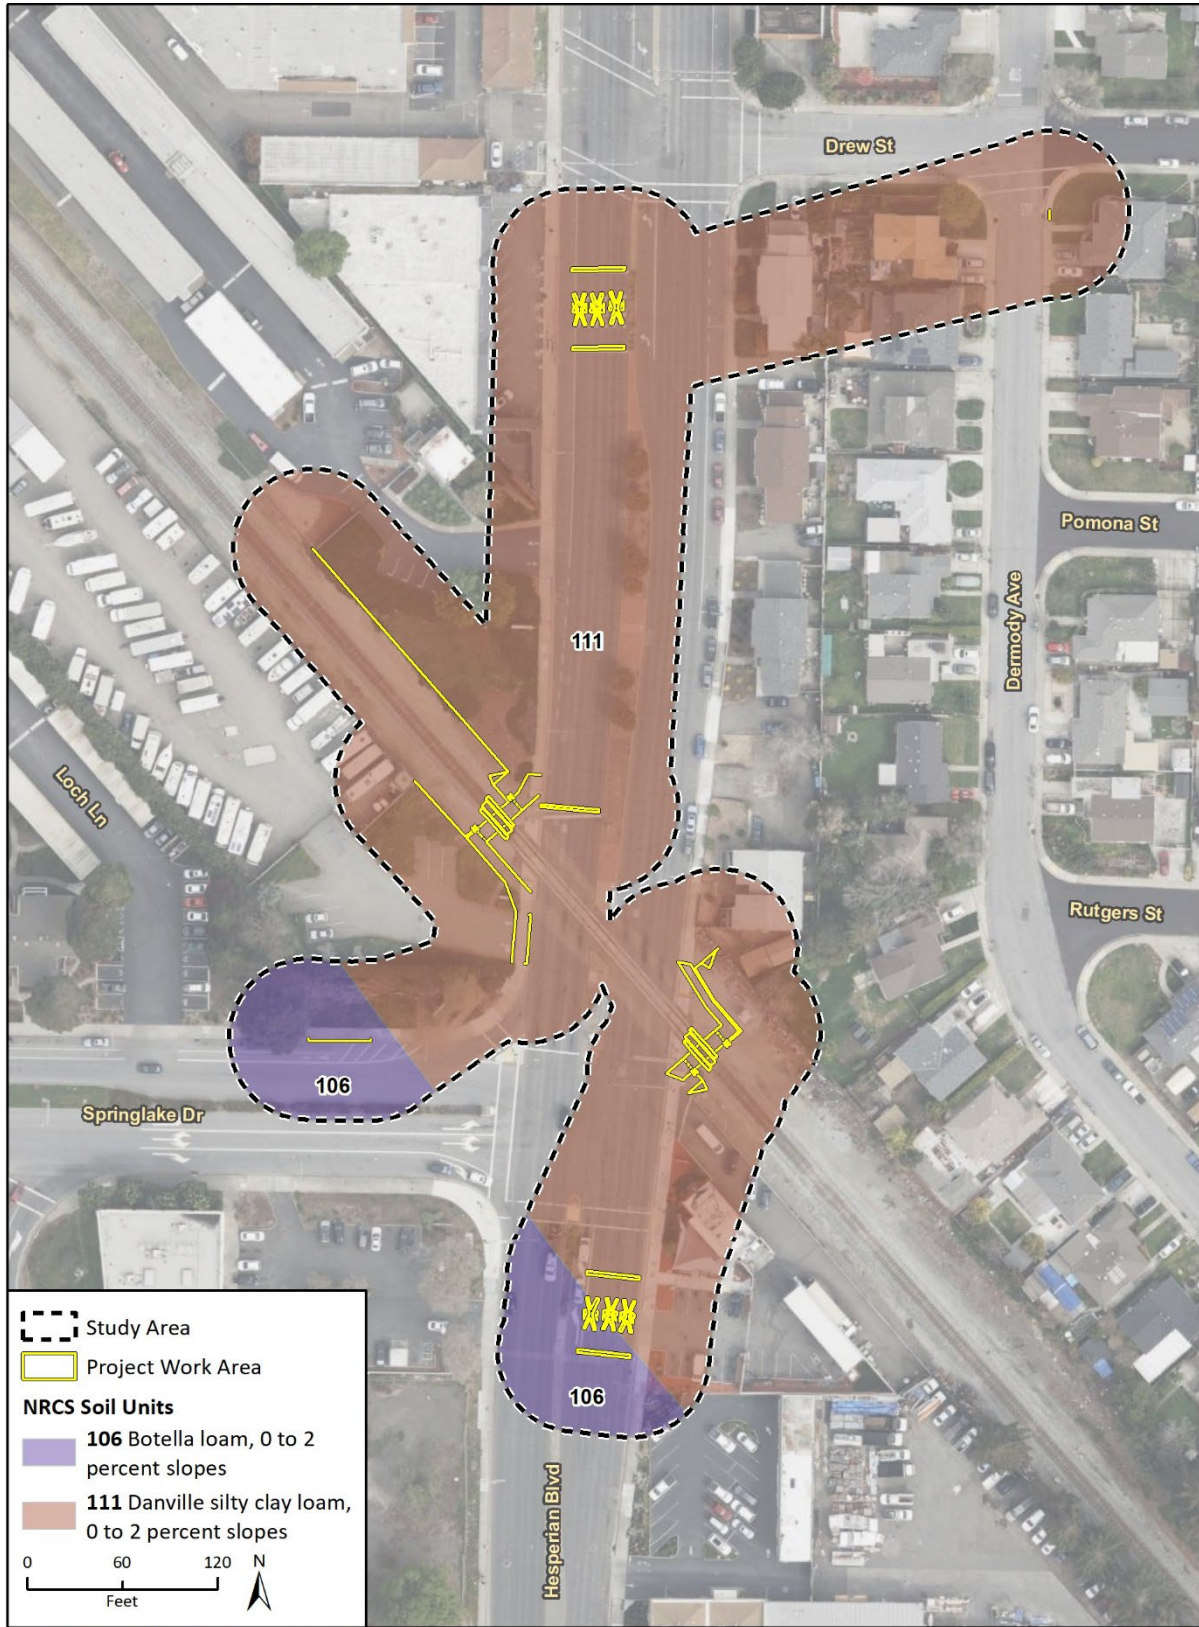 Drew St
Pomona St
Dermody Ave
111
Loch Ln
Rutgers St
106
Springlake Dr
106
Hesperian Blvd
Study Area
Project Work Area
NRCS Soil Units
106 Botella loam, 0 to 2
percent slopes
111 Danville silty clay loam,
0 to 2 percent slopes
0 60 120 N
Feet